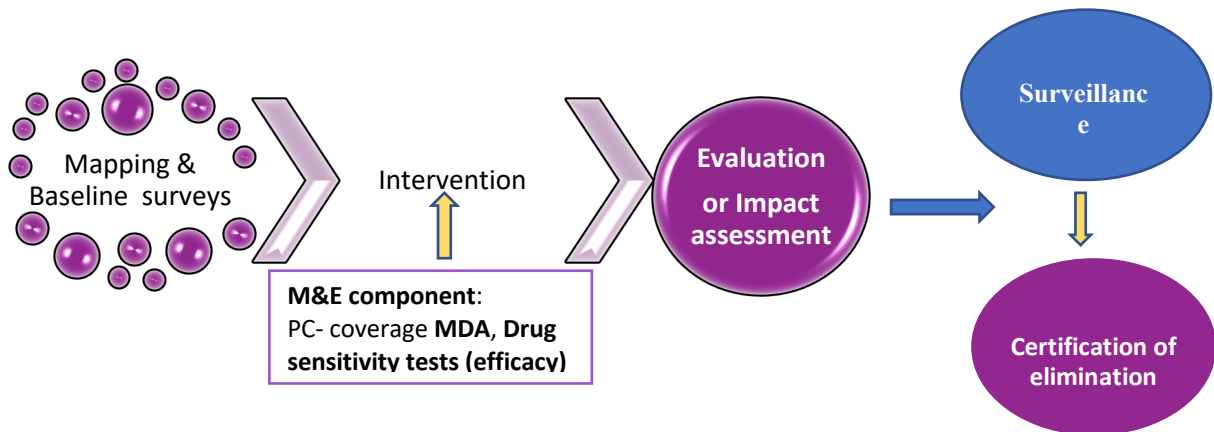 Mapping &
Baseline surveys
Intervention
M&E component:
PC- coverage MDA, Drug
sensitivity tests (efficacy)
Evaluation
or Impact
assessment
Surveillanc
e
Certification of
elimination